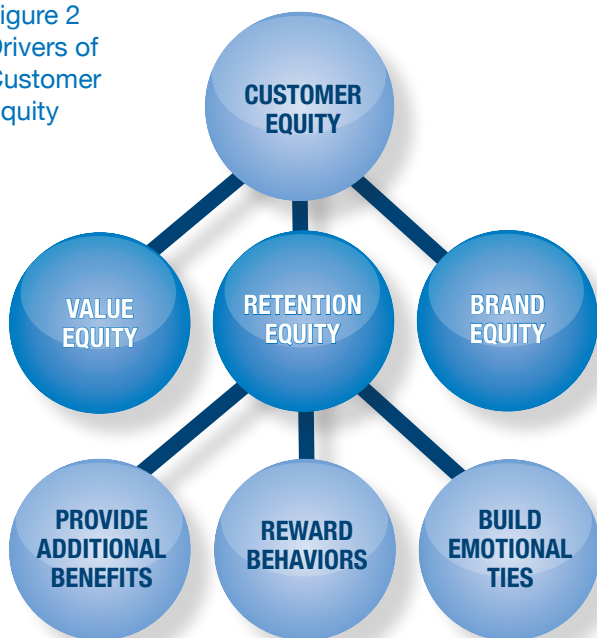 igure 2
Drivers of
Customer
quity
CUSTOMER
EQUITY
VALUE
EQUITY
RETENTION
EQUITY
BRAND
EQUITY
PROVIDE
ADDITIONAL
BENEFITS
REWARD
BEHAVIORS
BUILD
EMOTIONAL
TIES